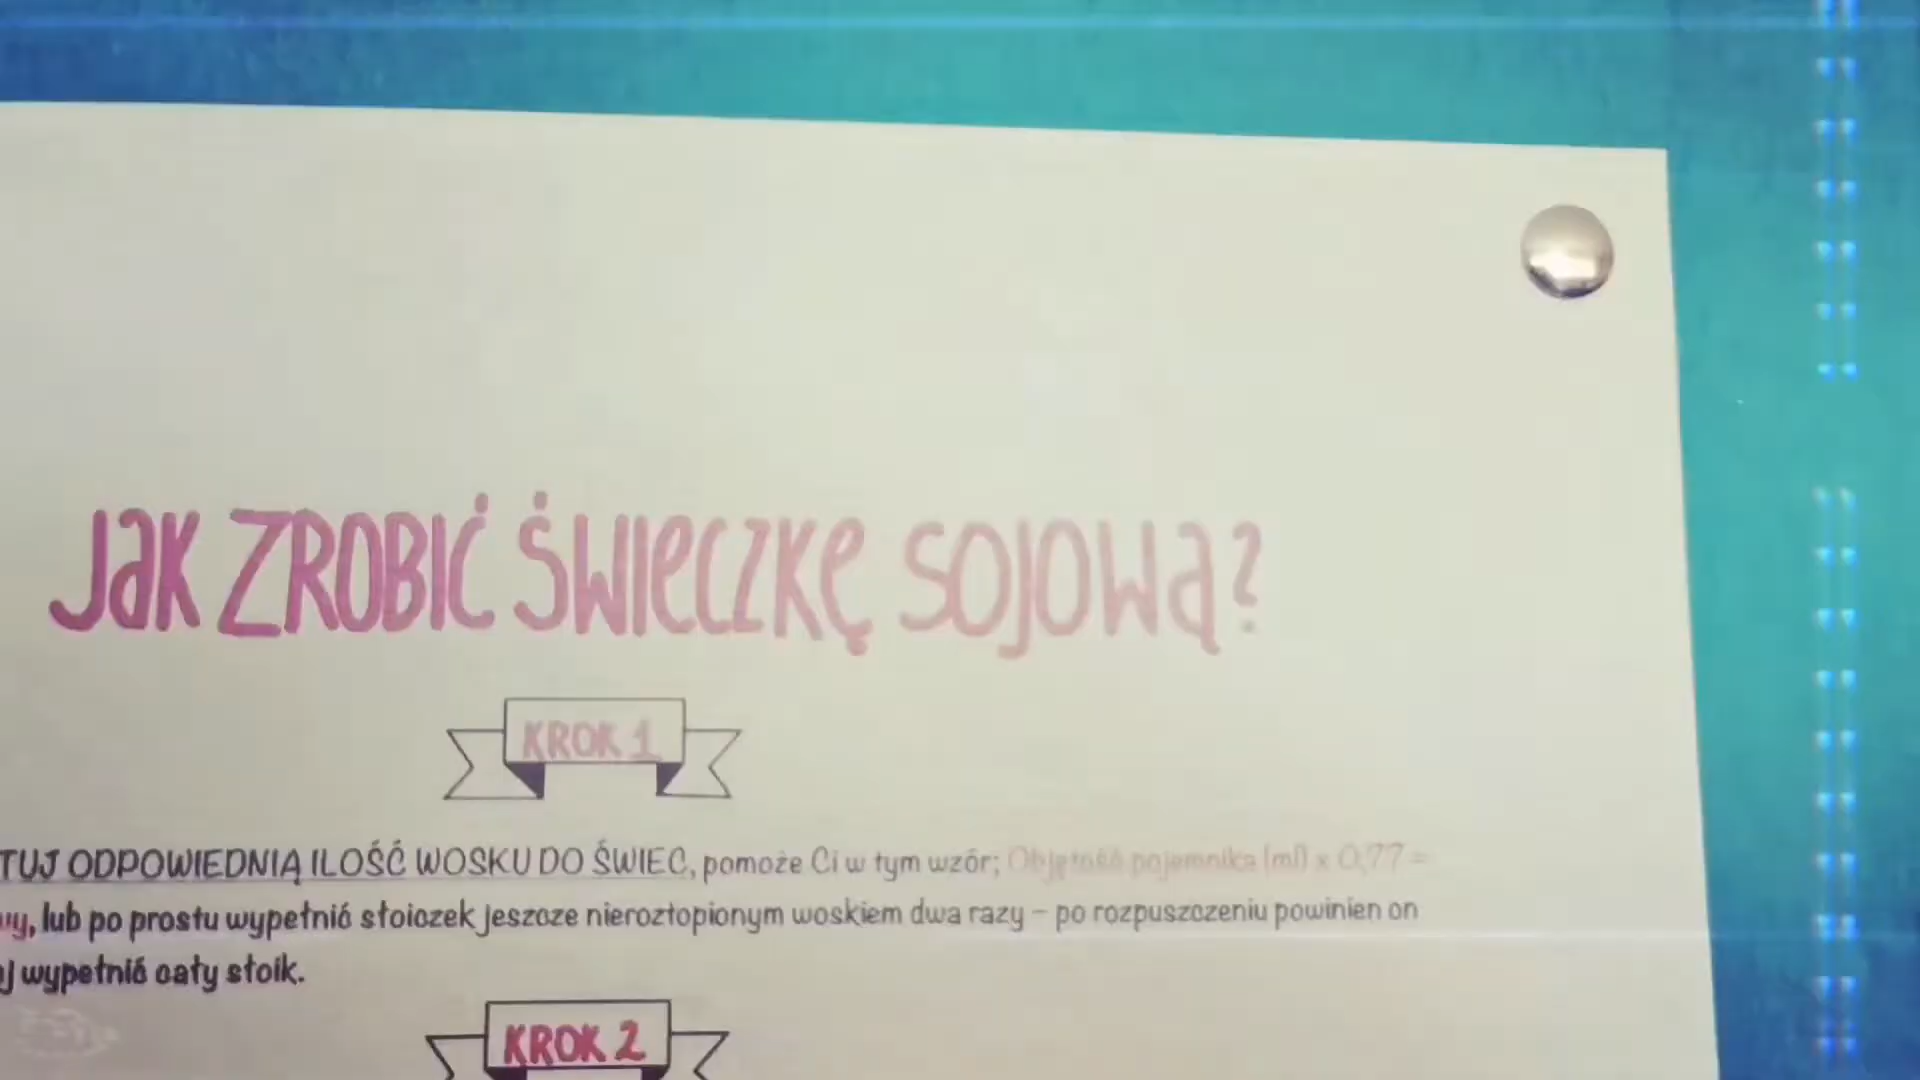 Jak ZROBIĆ ŚWIECZKĘ SOJOWĄ?
KROK 1
TUJ ODPOWIEDNIĄ ILOŚĆ WOSKU DO ŚWIEC, pomoże Ci w tym wzór; Objętość pojemnika (ml) x 0,77 =
lub po prostu wypełnić słoiczek jeszcze nieroztopionym woskiem dwa razy – po rozpuszczeniu powinien on
wypełnić cały słoik.
KROK 2